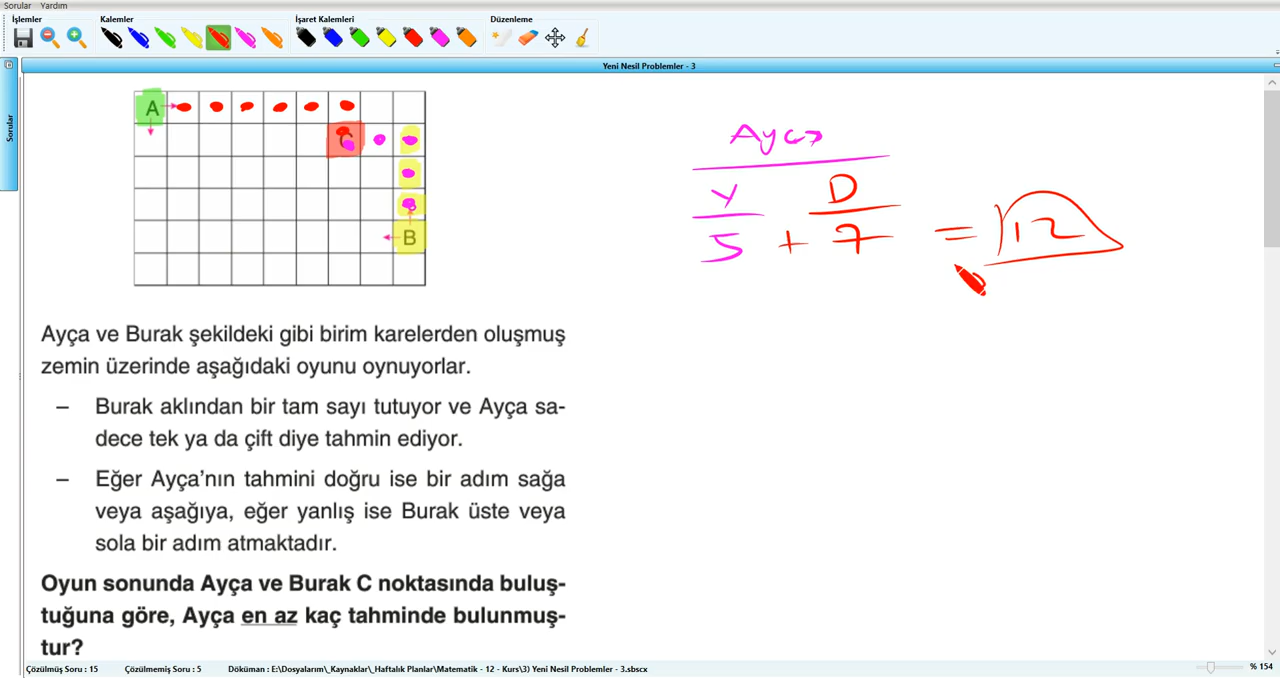 Sorular Yardım
İşlemler Kalemler İşaret Kalemleri Düzenleme
Yeni Nesil Problemler - 3
Sorular
A
C
B
Ayça
Y D
5 + 7 = 12
Ayça ve Burak şekildeki gibi birim karelerden oluşmuş
zemin üzerinde aşağıdaki oyunu oynuyorlar.
– Burak aklından bir tam sayı tutuyor ve Ayça sa-
dece tek ya da çift diye tahmin ediyor.
– Eğer Ayça’nın tahmini doğru ise bir adım sağa
veya aşağıya, eğer yanlış ise Burak üste veya
sola bir adım atmaktadır.
Oyun sonunda Ayça ve Burak C noktasında buluş-
tuğuna göre, Ayça en az kaç tahminde bulunmuş-
tur?
Çözülmüş Soru : 15 Çözülmemiş Soru : 5 Döküman : E:\Dosyalarım\_Kaynaklar\_Haftalık Planlar\Matematik - 12 - Kurs\3) Yeni Nesil Problemler - 3.sbscx % 154